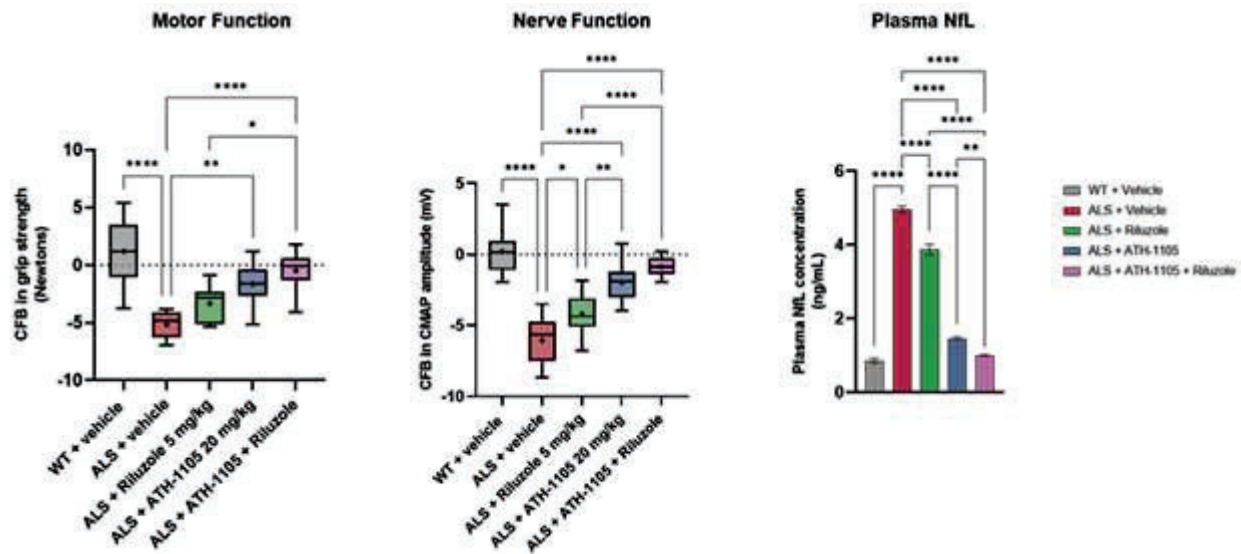 Motor Function
****
*
**
****
CFB in grip strength
(Newtons)
10
5
0
-5
-10
WT + vehicle
ALS + vehicle
ALS + Riluzole 5 mg/kg
ALS + ATH-1105 20 mg/kg
ALS + ATH-1105 + Riluzole
Nerve Function
****
****
****
**** * **
CFB in CMAP amplitude (mV)
5
0
-5
-10
WT + vehicle
ALS + vehicle
ALS + Riluzole 5 mg/kg
ALS + ATH-1105 20 mg/kg
ALS + ATH-1105 + Riluzole
Plasma NfL
****
****
****
**** **
**** ****
Plasma NfL concentration
(ng/mL)
6
4
2
0
WT + Vehicle
ALS + Vehicle
ALS + Riluzole
ALS + ATH-1105
ALS + ATH-1105 + Riluzole